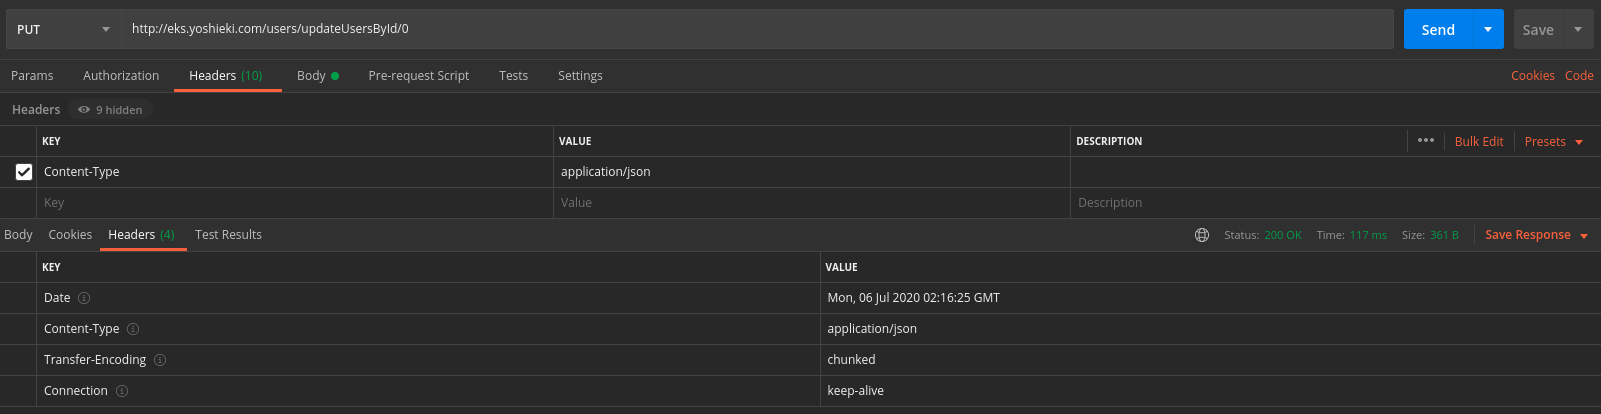 PUT http://eks.yoshieki.com/users/updateUsersById/0 Send Save
Params Authorization Headers (10) Body Pre-request Script Tests Settings Cookies Code
Headers 9 hidden
KEY VALUE DESCRIPTION ••• Bulk Edit Presets
Content-Type application/json
Key Value Description
Body Cookies Headers (4) Test Results Status: 200 OK Time: 117 ms Size: 361 B Save Response
KEY VALUE
Date Mon, 06 Jul 2020 02:16:25 GMT
Content-Type application/json
Transfer-Encoding chunked
Connection keep-alive